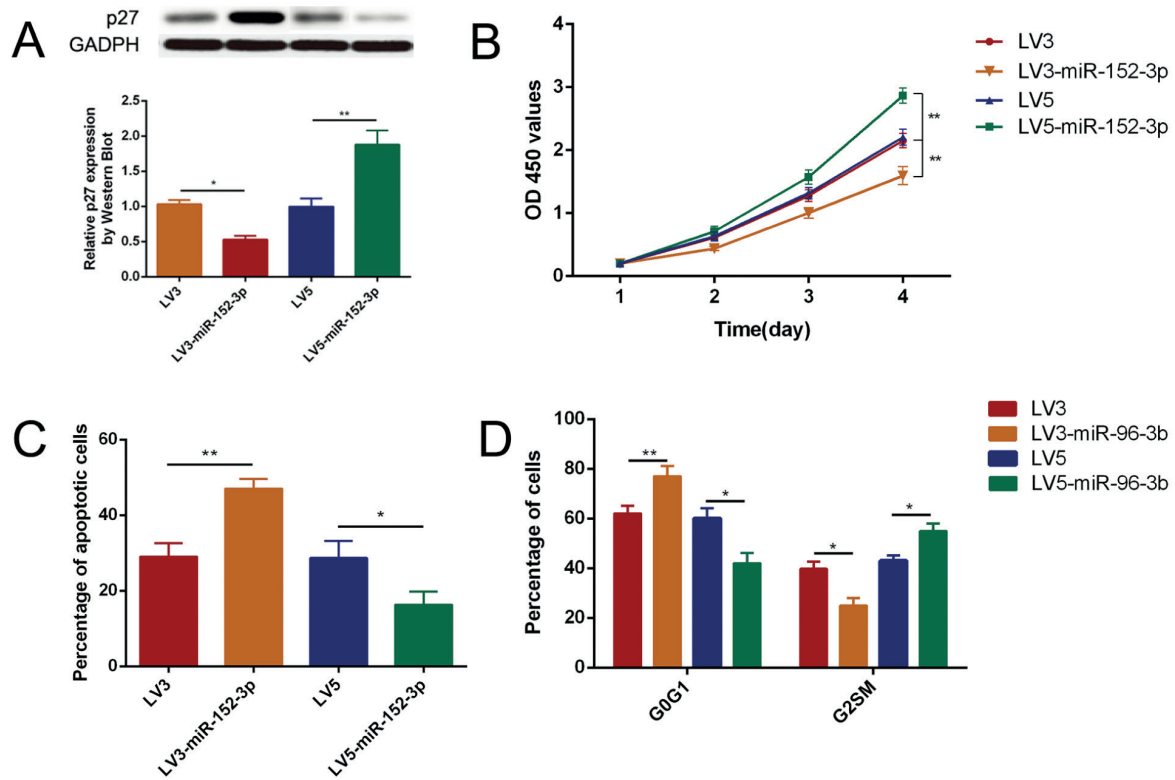 A
p27
GADPH
Relative p27 expression
by Western Blot
2.5
2.0
1.5
1.0
0.5
0.0
*
**
LV3
LV3-miR-152-3p
LV5
LV5-miR-152-3p
B
OD 450 values
4
3
2
1
0
1 2 3 4
Time(day)
**
**
LV3
LV3-miR-152-3p
LV5
LV5-miR-152-3p
C
Percentage of apoptotic cells
60
40
20
0
**
*
LV3
LV3-miR-152-3p
LV5
LV5-miR-152-3p
D
Percentage of cells
100
80
60
40
20
0
**
*
*
*
G0G1
G2SM
LV3
LV3-miR-96-3b
LV5
LV5-miR-96-3b